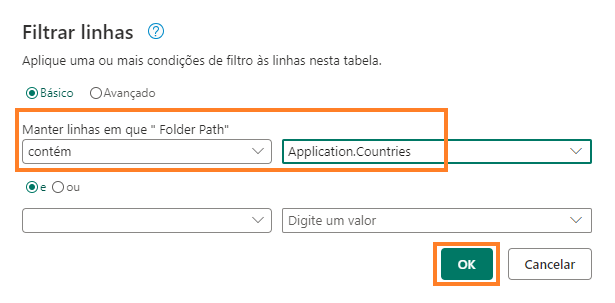 Filtrar linhas ?
Aplique uma ou mais condições de filtro às linhas nesta tabela.
Básico Avançado
Manter linhas em que " Folder Path"
contém Application.Countries
e ou
Digite um valor
OK Cancelar